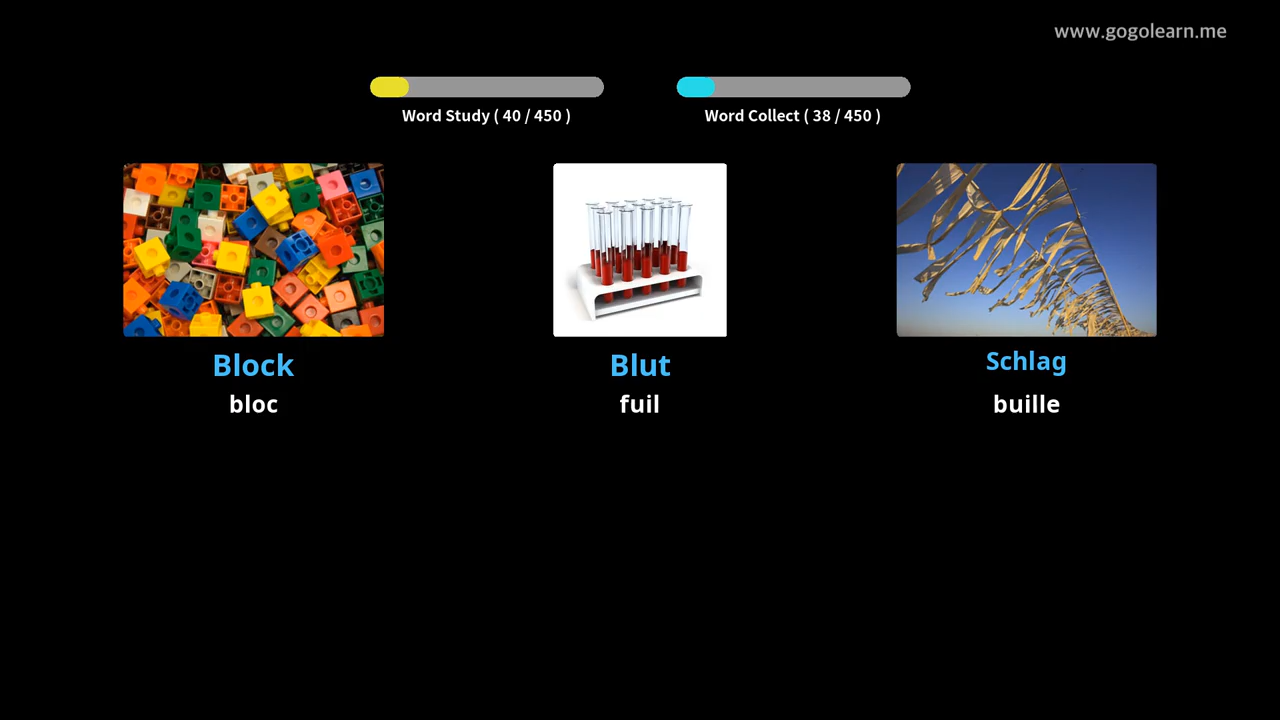 www.gogolearn.me
Word Study ( 40 / 450 )
Word Collect ( 38 / 450 )
Block
Blut
Schlag
bloc
fuil
buille